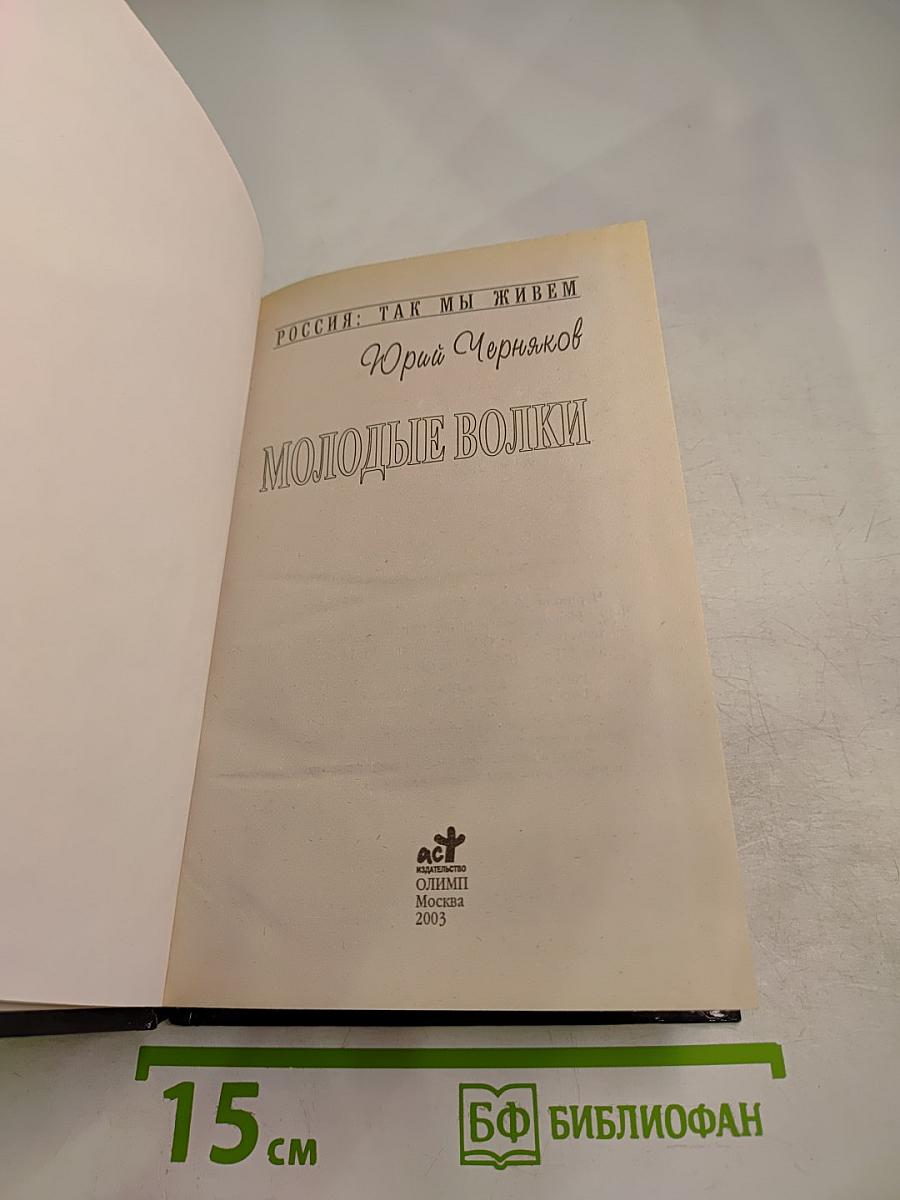 РОССИЯ: ТАК МЫ ЖИВЕМ
Юрий Черняков
МОЛОДЫЕ ВОЛКИ
аст
ИЗДАТЕЛЬСТВО
ОЛИМП
Москва
2003
15 см
БФ БИБЛИОФАН